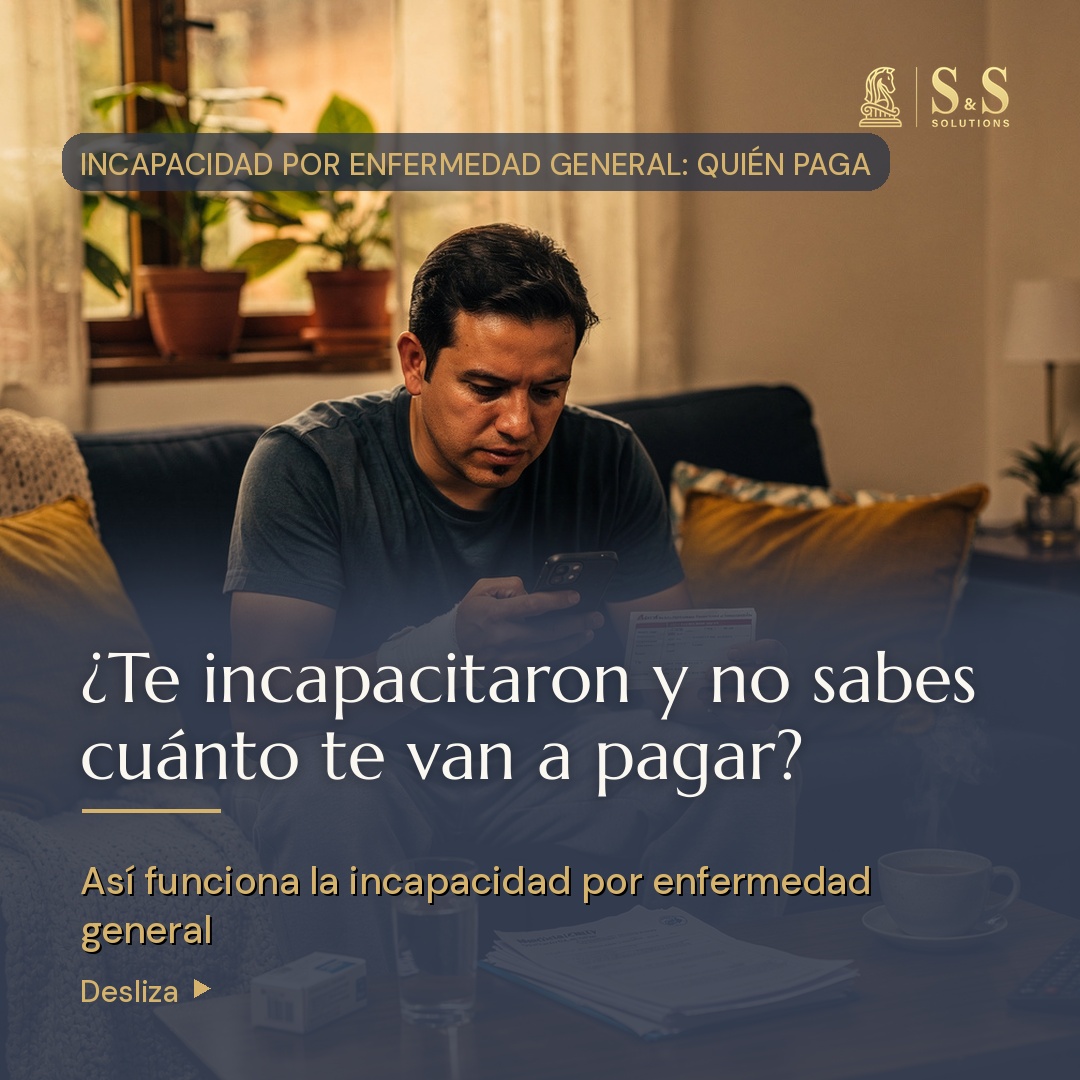 S&S
SOLUTIONS
INCAPACIDAD POR ENFERMEDAD GENERAL: QUIÉN PAGA
¿Te incapacitaron y no sabes
cuánto te van a pagar?
Así funciona la incapacidad por enfermedad
general
Desliza